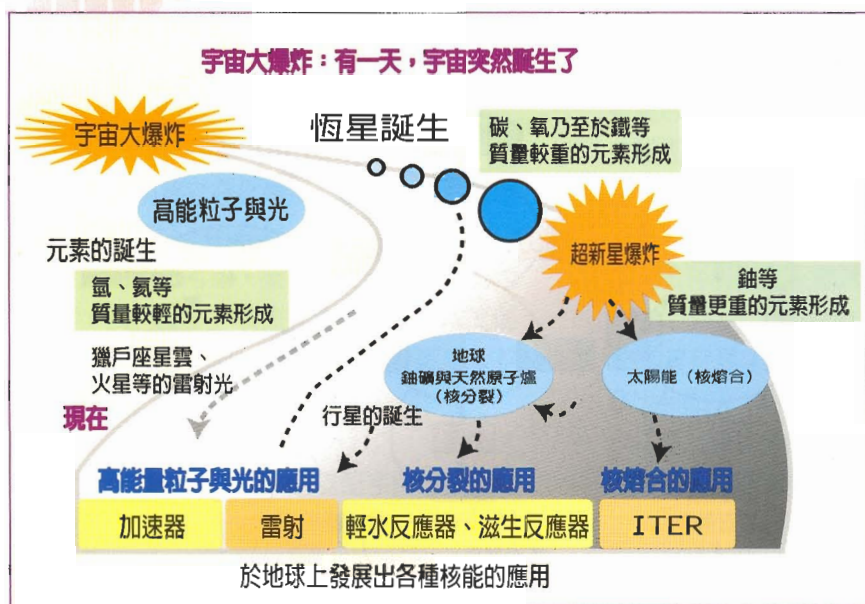 宇宙大爆炸：有一天，宇宙突然誕生了
宇宙大爆炸
恆星誕生
碳、氧乃至於鐵等
質量較重的元素形成
高能粒子與光
元素的誕生
超新星爆炸
氫、氦等
質量較輕的元素形成
鈾等
質量更重的元素形成
獵戶座星雲、
火星等的雷射光
地球
鈾礦與天然原子爐
（核分裂）
太陽能（核熔合）
現在
行星的誕生
高能量粒子與光的應用
核分裂的應用
核熔合的應用
加速器
雷射
輕水反應器、滋生反應器
ITER
於地球上發展出各種核能的應用